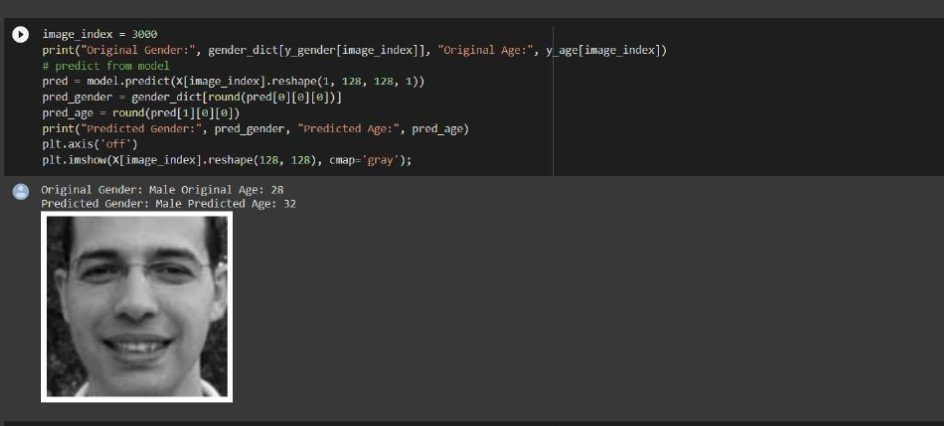 image_index = 3000
print("Original Gender:", gender_dict[y_gender[image_index]], "Original Age:", y_age[image_index])
# predict from model
pred = model.predict(X[image_index].reshape(1, 128, 128, 1))
pred_gender = gender_dict[round(pred[0][0][0])]
pred_age = round(pred[1][0][0])
print("Predicted Gender:", pred_gender, "Predicted Age:", pred_age)
plt.axis('off')
plt.imshow(X[image_index].reshape(128, 128), cmap='gray');
Original Gender: Male Original Age: 28
Predicted Gender: Male Predicted Age: 32